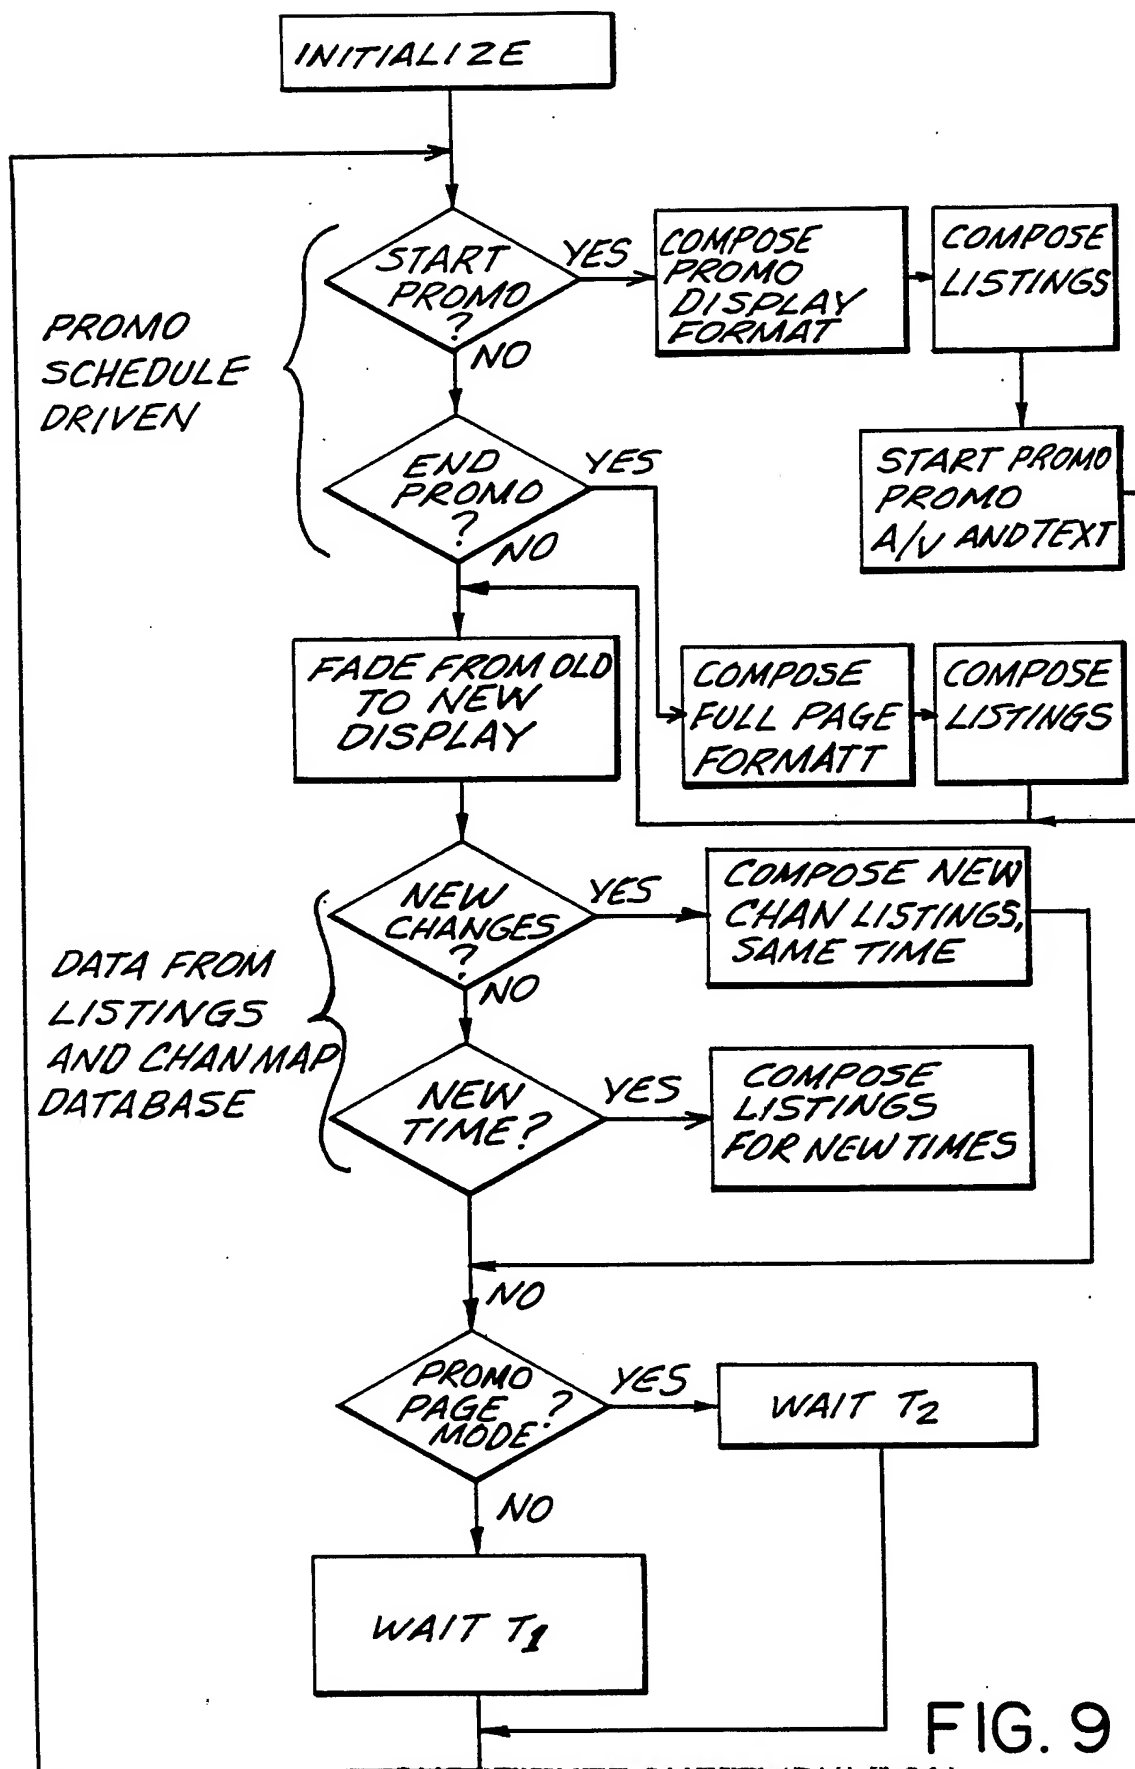 INITIALIZE
START
PROMO
?
YES
NO
COMPOSE
PROMO
DISPLAY
FORMAT
COMPOSE
LISTINGS
PROMO
SCHEDULE
DRIVEN
END
PROMO
?
YES
NO
START PROMO
PROMO
A/V AND TEXT
FADE FROM OLD
TO NEW
DISPLAY
COMPOSE
FULL PAGE
FORMATT
COMPOSE
LISTINGS
NEW
CHANGES
?
YES
NO
COMPOSE NEW
CHAN LISTINGS,
SAME TIME
DATA FROM
LISTINGS
AND CHAN MAP
DATABASE
NEW
TIME?
YES
COMPOSE
LISTINGS
FOR NEW TIMES
NO
PROMO
PAGE ?
MODE
YES
WAIT T2
NO
WAIT T1
FIG. 9